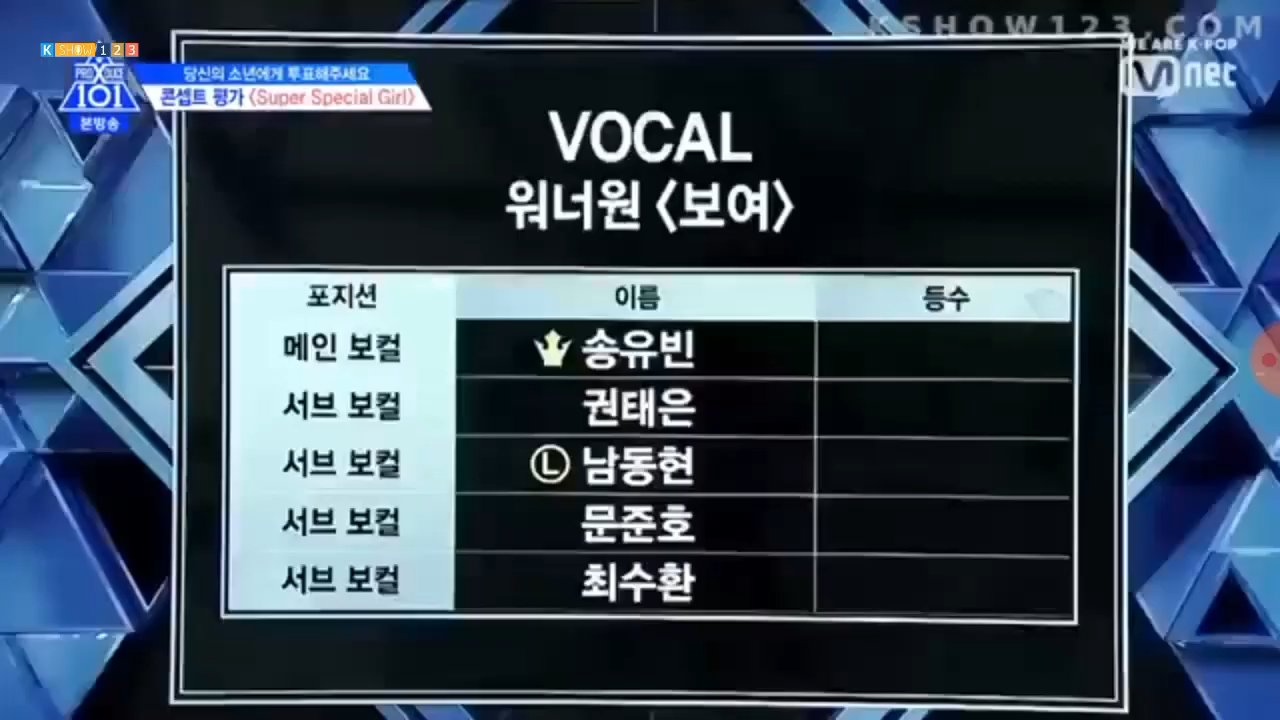 KSHOW123.COM
K SHOW 1 2 3
WE ARE K-POP
Mnet
PRODUCE X
101
본방송
당신의 소년에게 투표해주세요
콘셉트 평가 〈Super Special Girl〉
VOCAL
워너원 〈보여〉
포지션 이름 등수
메인 보컬 송유빈
서브 보컬 권태은
서브 보컬 Ⓛ 남동현
서브 보컬 문준호
서브 보컬 최수환